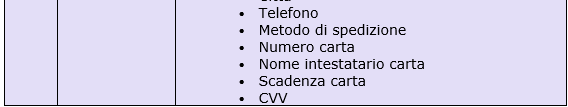 • Telefono
• Metodo di spedizione
• Numero carta
• Nome intestatario carta
• Scadenza carta
• CVV